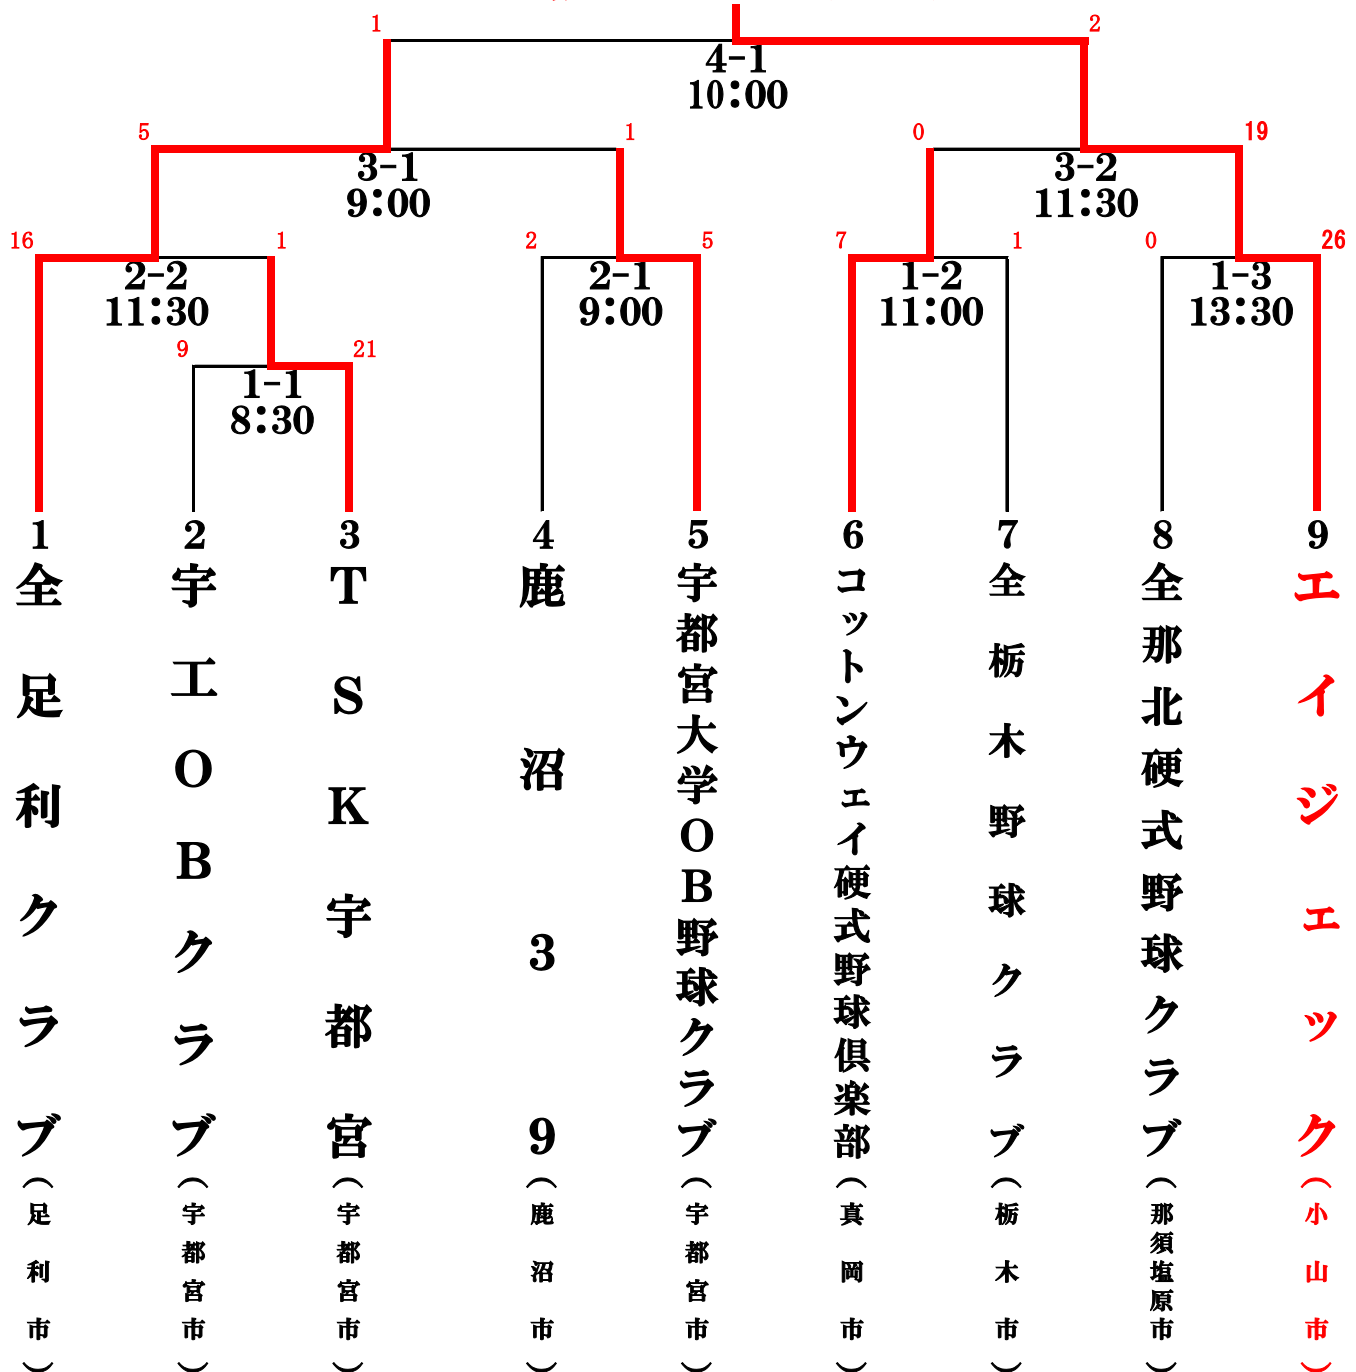 1
2
4-1
10:00
5
1
0
19
3-1
9:00
3-2
11:30
16
1
2
5
7
1
0
26
2-2
11:30
2-1
9:00
1-2
11:00
1-3
13:30
9
21
1-1
8:30
1
全足利クラブ
(足利市)
2
宇工OBクラブ
(宇都宮市)
3
TSK宇都宮
(宇都宮市)
4
鹿沼39
(鹿沼市)
5
宇都宮大学OB野球クラブ
(宇都宮市)
6
コットンウェイ硬式野球倶楽部
(真岡市)
7
全栃木野球クラブ
(栃木市)
8
全那北硬式野球クラブ
(那須塩原市)
9
エイジェック
(小山市)